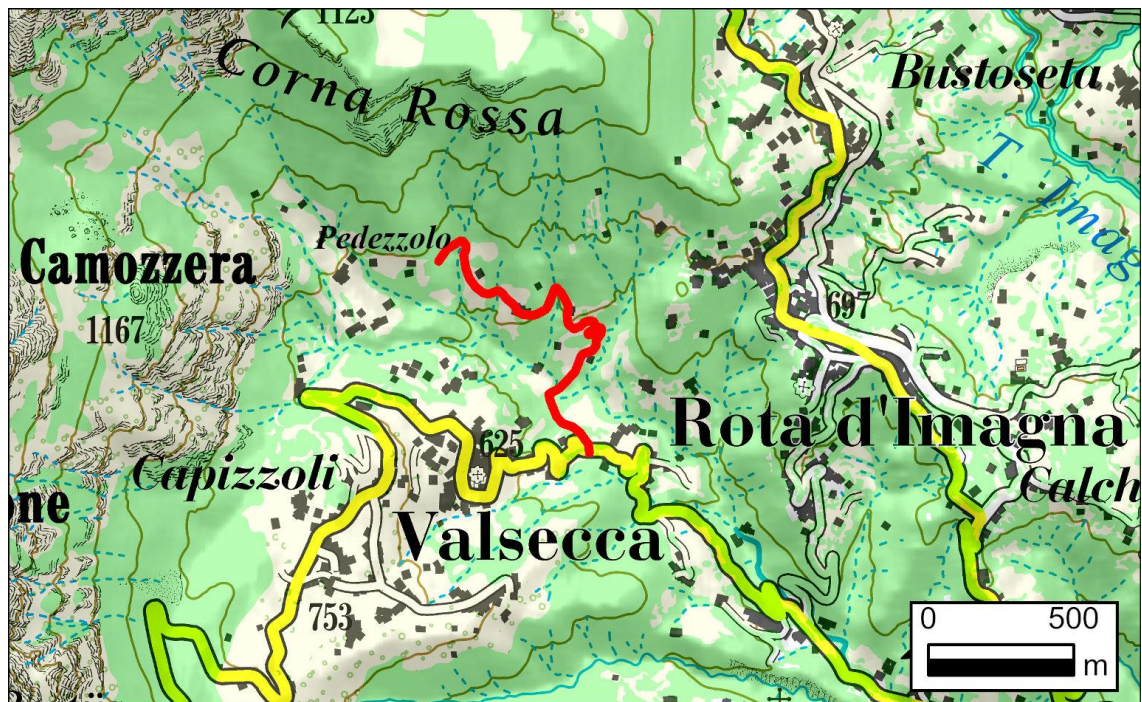 1125
Corna Rossa
Bustoseta
T. Imag
Pedezzolo
Camozzera
1167
697
Rota d'Imagna
625
Capizzoli
Calch
one
Valsecca
753
0 500
m